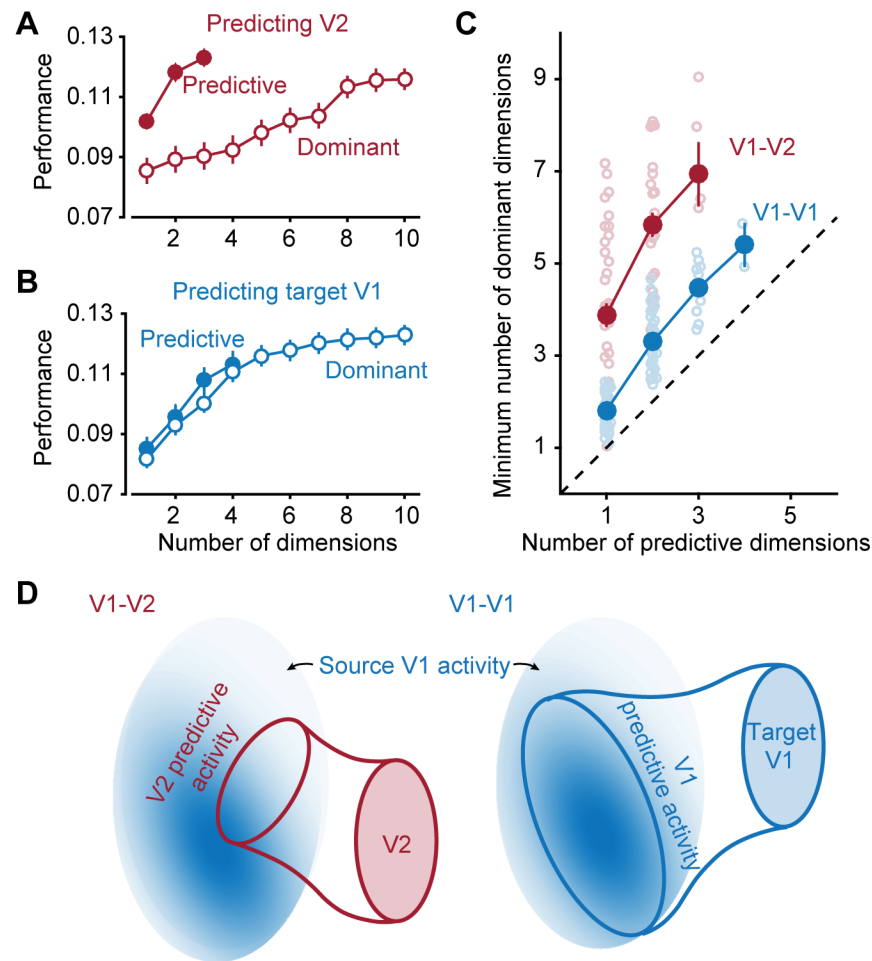 A
Predicting V2
0.13
0.11
0.09
0.07
Performance
Predictive
Dominant
2
4
6
8
10
B
Predicting target V1
0.13
0.11
0.09
0.07
Performance
Predictive
Dominant
2
4
6
8
10
Number of dimensions
C
9
7
5
3
1
Minimum number of dominant dimensions
V1-V2
V1-V1
1
3
5
Number of predictive dimensions
D
V1-V2
V1-V1
Source V1 activity
V2 predictive
activity
V2
V1
predictive activity
Target
V1